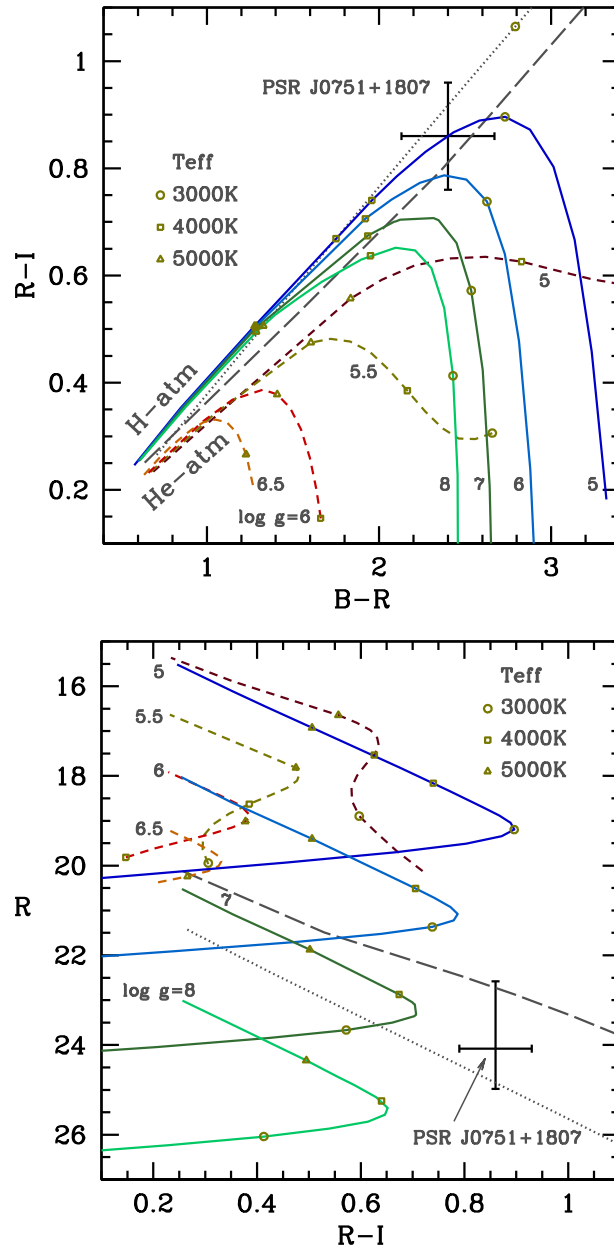 1
PSR J0751+1807
Teff
3000K
4000K
5000K
0.8
R-I
0.6
5
0.4
5.5
H-atm
He-atm
0.2
6.5
log g=6
8
7
6
5
1
2
3
B-R
16
5
Teff
3000K
4000K
5000K
5.5
18
6
6.5
20
R
7
22
log g=8
24
PSR J0751+1807
26
0.2
0.4
0.6
0.8
1
R-I